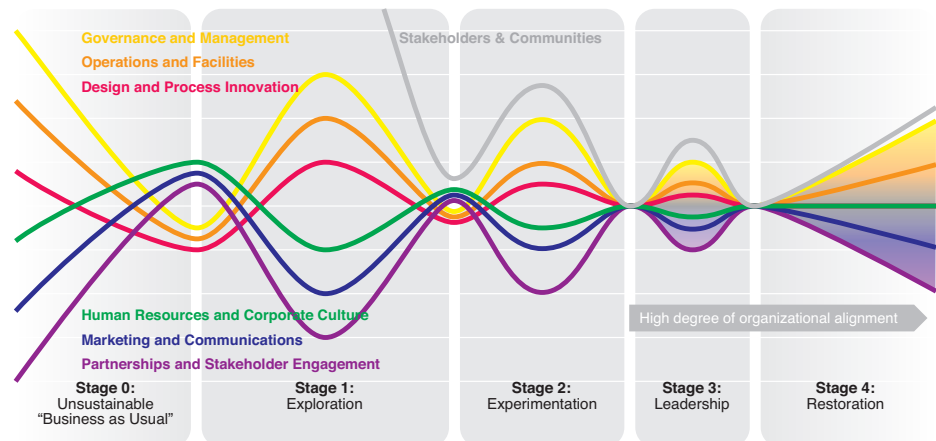 Governance and Management
Stakeholders & Communities
Operations and Facilities
Design and Process Innovation
Human Resources and Corporate Culture
High degree of organizational alignment
Marketing and Communications
Partnerships and Stakeholder Engagement
Stage 0:
Unsustainable
“Business as Usual”
Stage 1:
Exploration
Stage 2:
Experimentation
Stage 3:
Leadership
Stage 4:
Restoration